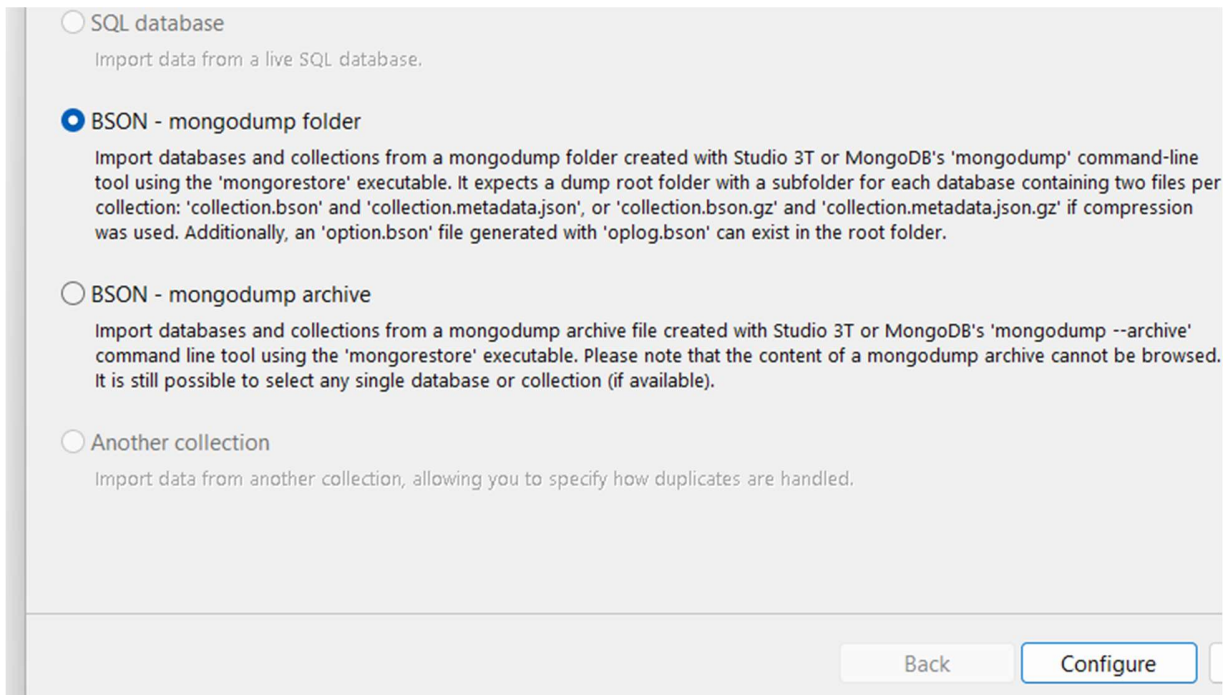 SQL database
Import data from a live SQL database.
BSON - mongodump folder
Import databases and collections from a mongodump folder created with Studio 3T or MongoDB's 'mongodump' command-line
tool using the 'mongorestore' executable. It expects a dump root folder with a subfolder for each database containing two files per
collection: 'collection.bson' and 'collection.metadata.json', or 'collection.bson.gz' and 'collection.metadata.json.gz' if compression
was used. Additionally, an 'option.bson' file generated with 'oplog.bson' can exist in the root folder.
BSON - mongodump archive
Import databases and collections from a mongodump archive file created with Studio 3T or MongoDB's 'mongodump --archive'
command line tool using the 'mongorestore' executable. Please note that the content of a mongodump archive cannot be browsed.
It is still possible to select any single database or collection (if available).
Another collection
Import data from another collection, allowing you to specify how duplicates are handled.
Back Configure